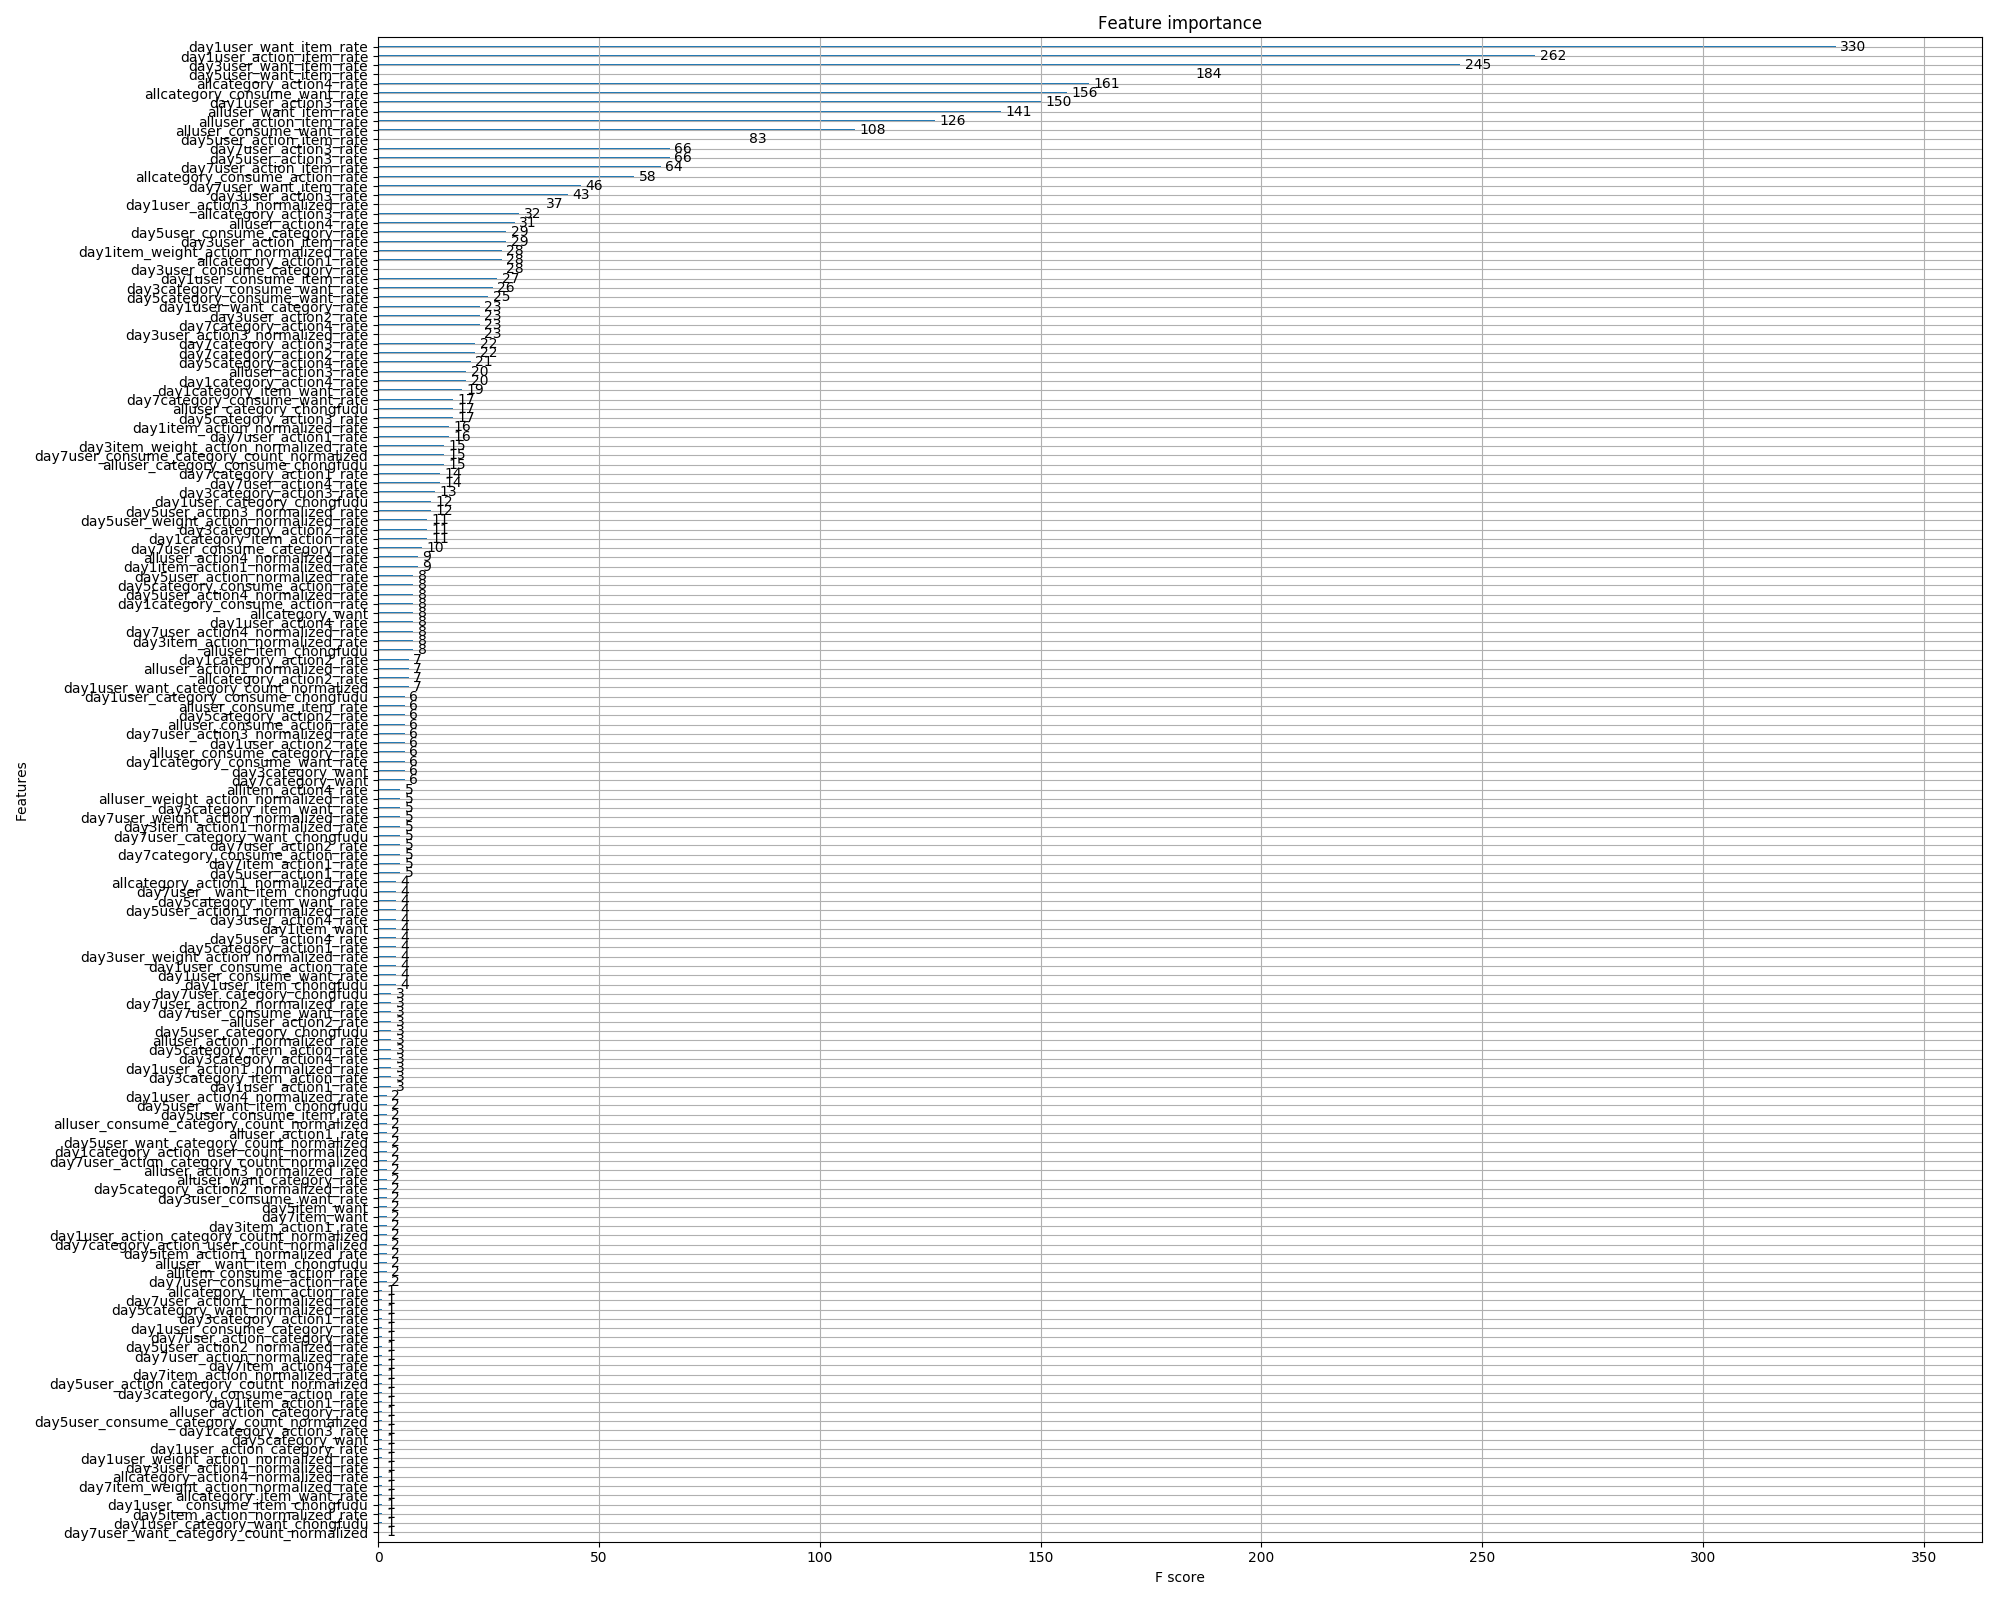 Feature importance
day1user_want_item_rate 330
day1user_action_item_rate 262
day3user_want_item_rate 245
day5user_want_item_rate 184
allcategory_action4_rate 161
allcategory_consume_want_rate 156
day1user_action3_rate 150
alluser_want_item_rate 141
alluser_action_item_rate 126
alluser_consume_want_rate 108
day5user_action_item_rate 83
day7user_action3_rate 66
day5user_action3_rate 66
day7user_action_item_rate 64
allcategory_consume_action_rate 58
day7user_want_item_rate 46
day3user_action3_rate 43
day1user_action3_normalized_rate 37
allcategory_action3_rate 32
alluser_action4_rate 31
day5user_consume_category_rate 29
day3user_action_item_rate 29
day1item_weight_action_normalized_rate 28
allcategory_action1_rate 28
day3user_consume_category_rate 28
day1user_consume_item_rate 27
day3category_consume_want_rate 26
day5category_consume_want_rate 25
day1user_want_category_rate 23
day3user_action2_rate 23
day7category_action4_rate 23
day3user_action3_normalized_rate 23
day7category_action3_rate 22
day7category_action2_rate 22
day5category_action4_rate 21
alluser_action3_rate 20
day1category_action4_rate 20
day1category_item_want_rate 19
day7category_consume_want_rate 17
alluser_category_chongfudu 17
day5category_action3_rate 17
day1item_action_normalized_rate 16
day7user_action1_rate 16
day3item_weight_action_normalized_rate 15
day7user_consume_category_count_normalized 15
alluser_category_consume_chongfudu 15
day7category_action1_rate 14
day7user_action4_rate 14
day3category_action3_rate 13
day1user_category_chongfudu 12
day5user_action3_normalized_rate 12
day5user_weight_action_normalized_rate 11
day3category_action2_rate 11
day1category_item_action_rate 11
day7user_consume_category_rate 10
alluser_action4_normalized_rate 9
day1item_action1_normalized_rate 9
day5user_action_normalized_rate 8
day5category_consume_action_rate 8
day5user_action4_normalized_rate 8
day1category_consume_action_rate 8
allcategory_want 8
day1user_action4_rate 8
day7user_action4_normalized_rate 8
day3item_action_normalized_rate 8
alluser_item_chongfudu 8
day1category_action2_rate 7
alluser_action1_normalized_rate 7
allcategory_action2_rate 7
day1user_want_category_count_normalized 7
day1user_category_consume_chongfudu 6
alluser_consume_item_rate 6
day5category_action2_rate 6
alluser_consume_action_rate 6
day7user_action3_normalized_rate 6
day1user_action2_rate 6
alluser_consume_category_rate 6
day1category_consume_want_rate 6
day3category_want 6
day7category_want 6
allitem_action4_rate 5
alluser_weight_action_normalized_rate 5
day3category_item_want_rate 5
day7user_weight_action_normalized_rate 5
day3item_action1_normalized_rate 5
day7user_category_want_chongfudu 5
day7user_action2_rate 5
day7category_consume_action_rate 5
day7item_action1_rate 5
day5user_action1_rate 5
allcategory_action1_normalized_rate 4
day7user__want_item_chongfudu 4
day5category_item_want_rate 4
day5user_action1_normalized_rate 4
day3user_action4_rate 4
day1item_want 4
day5user_action4_rate 4
day5category_action1_rate 4
day3user_weight_action_normalized_rate 4
day1user_consume_action_rate 4
day1user_consume_want_rate 4
day1user_item_chongfudu 4
day7user_category_chongfudu 3
day7user_action2_normalized_rate 3
day7user_consume_want_rate 3
alluser_action2_rate 3
day5user_category_chongfudu 3
alluser_action_normalized_rate 3
day5category_item_action_rate 3
day3category_action4_rate 3
day1user_action1_normalized_rate 3
day3category_item_action_rate 3
day1user_action1_rate 3
day1user_action4_normalized_rate 2
day5user__want_item_chongfudu 2
day5user_consume_item_rate 2
alluser_consume_category_count_normalized 2
alluser_action1_rate 2
day5user_want_category_count_normalized 2
day1category_action_user_count_normalized 2
day7user_action_category_coutnt_normalized 2
alluser_action3_normalized_rate 2
alluser_want_category_rate 2
day5category_action2_normalized_rate 2
day3user_consume_want_rate 2
day5item_want 2
day7item_want 2
day3item_action1_rate 2
day1user_action_category_coutnt_normalized 2
day7category_action_user_count_normalized 2
day5item_action1_normalized_rate 2
alluser__want_item_chongfudu 2
allitem_consume_action_rate 2
day7user_consume_action_rate 2
allcategory_item_action_rate 1
day7user_action1_normalized_rate 1
day5category_want_normalized_rate 1
day3category_action1_rate 1
day1user_consume_category_rate 1
day7user_action_category_rate 1
day5user_action2_normalized_rate 1
day7user_action_normalized_rate 1
day7item_action4_rate 1
day7item_action_normalized_rate 1
day5user_action_category_coutnt_normalized 1
day3category_consume_action_rate 1
day1item_action1_rate 1
alluser_action_category_rate 1
day5user_consume_category_count_normalized 1
day1category_action3_rate 1
day5category_want 1
day1user_action_category_rate 1
day1user_weight_action_normalized_rate 1
day3user_action1_normalized_rate 1
allcategory_action4_normalized_rate 1
day7item_weight_action_normalized_rate 1
allcategory_item_want_rate 1
day1user__consume_item_chongfudu 1
day5item_action_normalized_rate 1
day1user_category_want_chongfudu 1
day7user_want_category_count_normalized 1
Features
0 50 100 150 200 250 300 350
F score